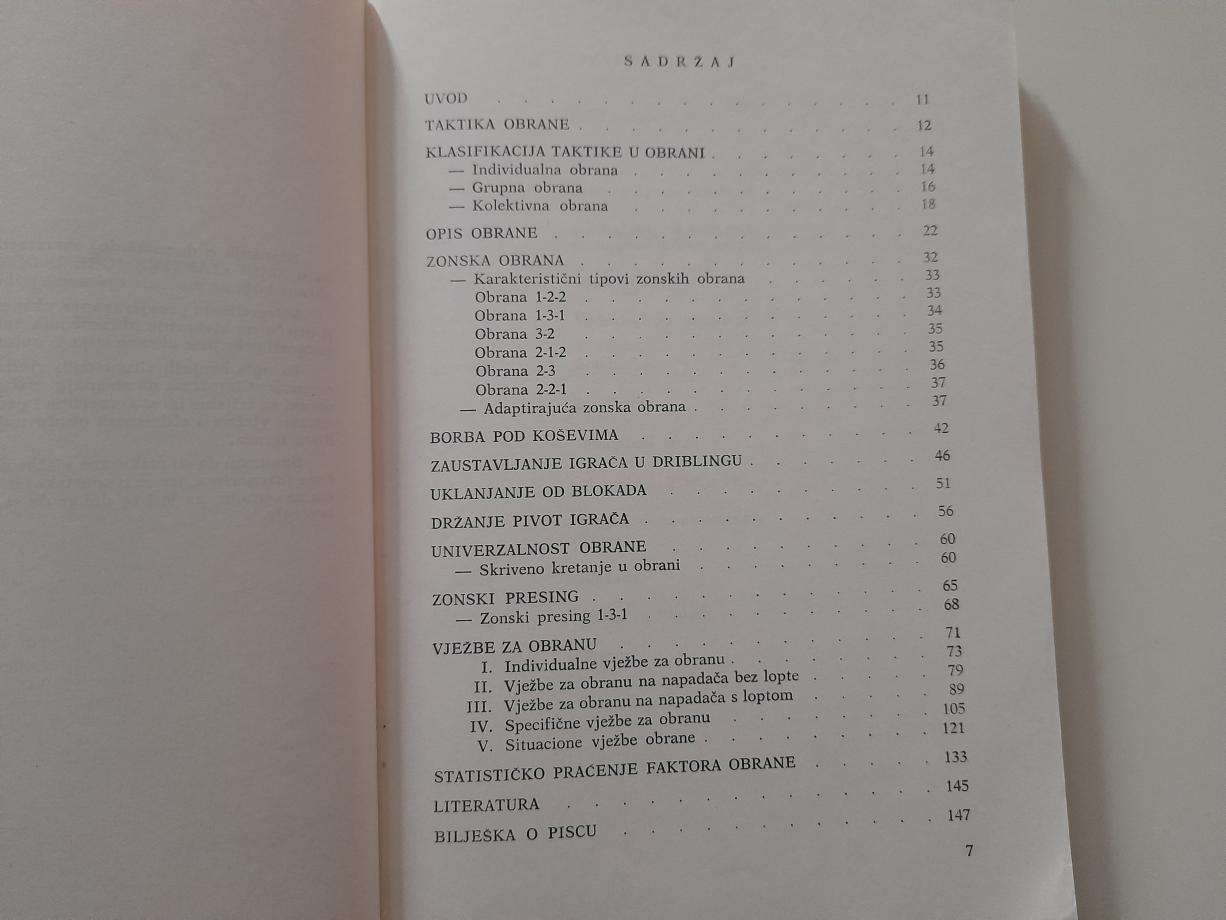 SADRŽAJ
UVOD . . . . . . . . . . . . . . . . 11
TAKTIKA OBRANE . . . . . . . . . . . . . 12
KLASIFIKACIJA TAKTIKE U OBRANI . . . . . . . . 14
— Individualna obrana . . . . . . . . . . . 14
— Grupna obrana . . . . . . . . . . . . 16
— Kolektivna obrana . . . . . . . . . . . 18
OPIS OBRANE . . . . . . . . . . . . . . 22
ZONSKA OBRANA . . . . . . . . . . . . . 32
— Karakteristični tipovi zonskih obrana . . . . . . 33
Obrana 1-2-2 . . . . . . . . . . . . . 33
Obrana 1-3-1 . . . . . . . . . . . . . 34
Obrana 3-2 . . . . . . . . . . . . . 35
Obrana 2-1-2 . . . . . . . . . . . . . 35
Obrana 2-3 . . . . . . . . . . . . . 36
Obrana 2-2-1 . . . . . . . . . . . . . 37
— Adaptirajuća zonska obrana . . . . . . . . . 37
BORBA POD KOŠEVIMA . . . . . . . . . . . 42
ZAUSTAVLJANJE IGRAČA U DRIBLINGU . . . . . . . 46
UKLANJANJE OD BLOKADA . . . . . . . . . . 51
DRŽANJE PIVOT IGRAČA . . . . . . . . . . . 56
UNIVERZALNOST OBRANE . . . . . . . . . . 60
— Skriveno kretanje u obrani . . . . . . . . . 60
ZONSKI PRESING . . . . . . . . . . . . . 65
— Zonski presing 1-3-1 . . . . . . . . . . . 68
VJEŽBE ZA OBRANU . . . . . . . . . . . . 71
I. Individualne vježbe za obranu . . . . . . . . 73
II. Vježbe za obranu na napadača bez lopte . . . . . 79
III. Vježbe za obranu na napadača s loptom . . . . . 89
IV. Specifične vježbe za obranu . . . . . . . . 105
V. Situacione vježbe obrane . . . . . . . . . 121
STATISTIČKO PRAĆENJE FAKTORA OBRANE . . . . . 133
LITERATURA . . . . . . . . . . . . . . 145
BILJEŠKA O PISCU . . . . . . . . . . . . 147
7